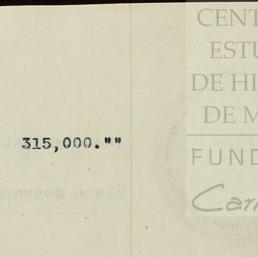 315,000.""
CENT
ESTU
DE HI
DE M
FUND
Car